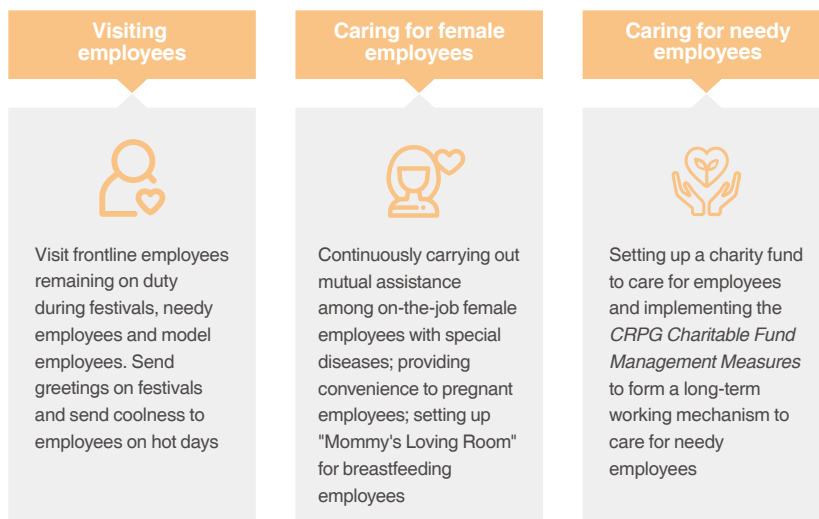 Visiting
employees
Visit frontline employees
remaining on duty
during festivals, needy
employees and model
employees. Send
greetings on festivals
and send coolness to
employees on hot days
Caring for female
employees
Continuously carrying out
mutual assistance
among on-the-job female
employees with special
diseases; providing
convenience to pregnant
employees; setting up
"Mommy's Loving Room"
for breastfeeding
employees
Caring for needy
employees
Setting up a charity fund
to care for employees
and implementing the
CRPG Charitable Fund
Management Measures
to form a long-term
working mechanism to
care for needy
employees